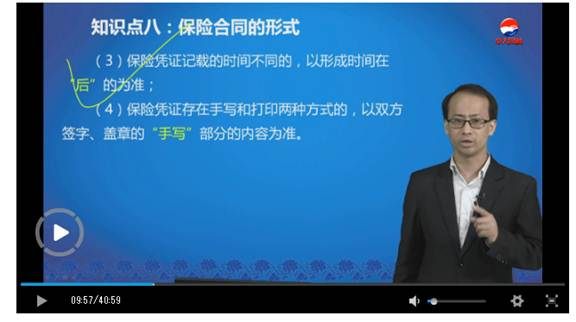 知识点八：保险合同的形式
（3）保险凭证记载的时间不同的，以形成时间在
“后”的为准；
（4）保险凭证存在手写和打印两种方式的，以双方
签字、盖章的“手写”部分的内容为准。
09:57/40:59